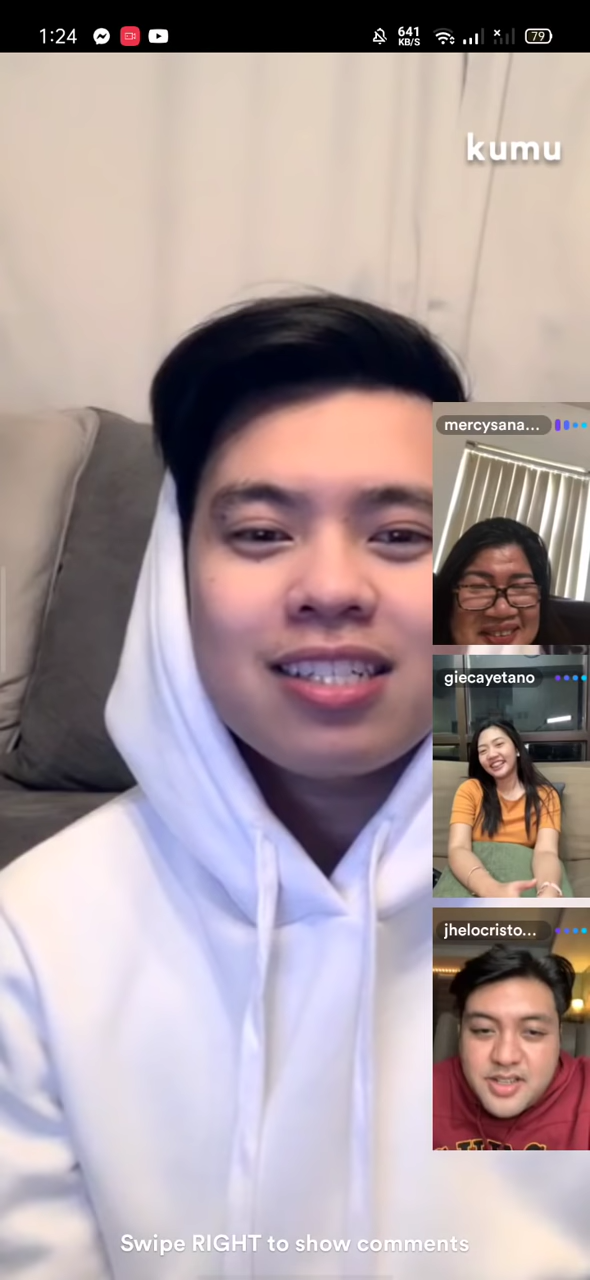 1:24
641
KB/S
79
kumu
mercysana...
giecayetano
jhelocristo...
Swipe RIGHT to show comments